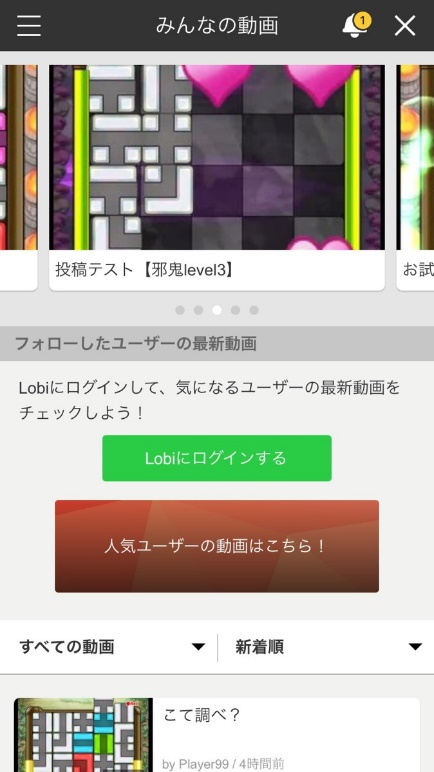 みんなの動画
1
投稿テスト【邪鬼level3】
お試
フォローしたユーザーの最新動画
Lobiにログインして、気になるユーザーの最新動画を
チェックしよう！
Lobiにログインする
人気ユーザーの動画はこちら！
すべての動画
新着順
こて調べ？
by Player99 / 4時間前